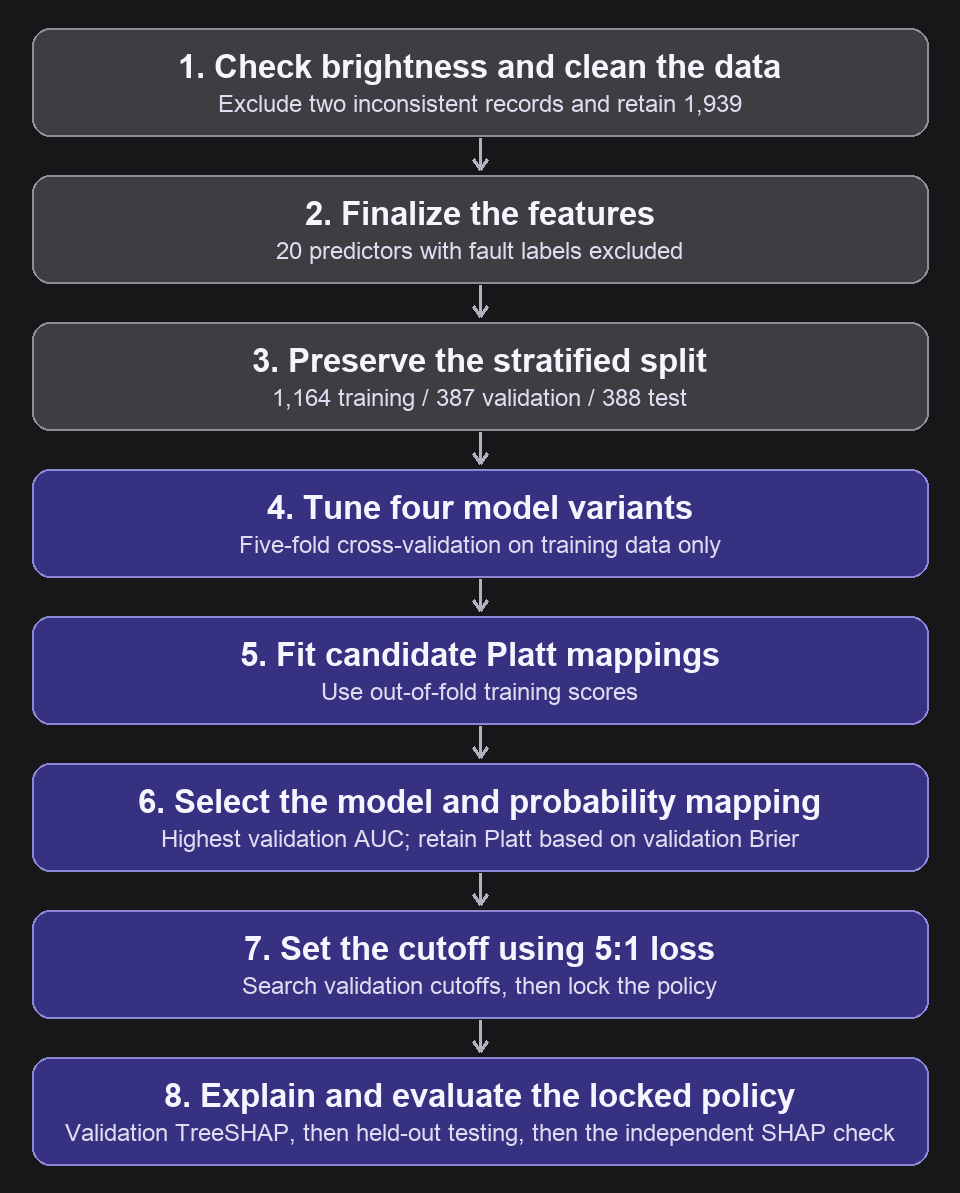 1. Check brightness and clean the data
Exclude two inconsistent records and retain 1,939
2. Finalize the features
20 predictors with fault labels excluded
3. Preserve the stratified split
1,164 training / 387 validation / 388 test
4. Tune four model variants
Five-fold cross-validation on training data only
5. Fit candidate Platt mappings
Use out-of-fold training scores
6. Select the model and probability mapping
Highest validation AUC; retain Platt based on validation Brier
7. Set the cutoff using 5:1 loss
Search validation cutoffs, then lock the policy
8. Explain and evaluate the locked policy
Validation TreeSHAP, then held-out testing, then the independent SHAP check